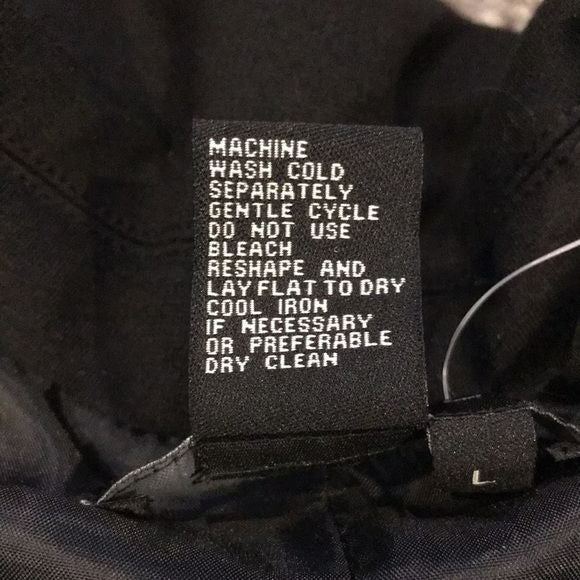 MACHINE
WASH COLD
SEPARATELY
GENTLE CYCLE
DO NOT USE
BLEACH
RESHAPE AND
LAY FLAT TO DRY
COOL IRON
IF NECESSARY
OR PREFERABLE
DRY CLEAN
L